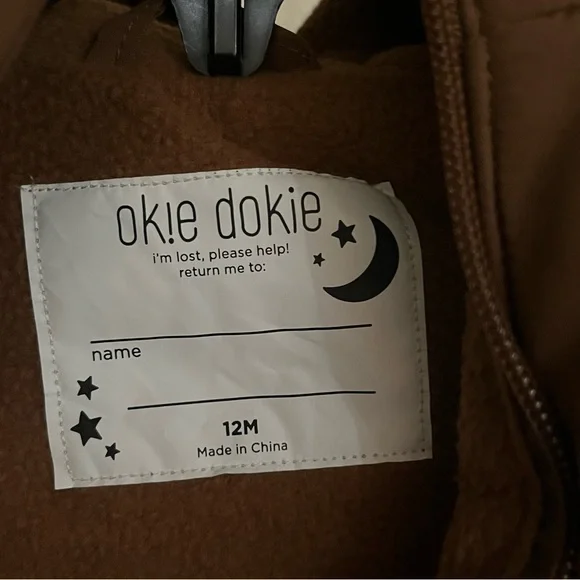 ok!e dokie
i'm lost, please help!
return me to:
name
12M
Made in China